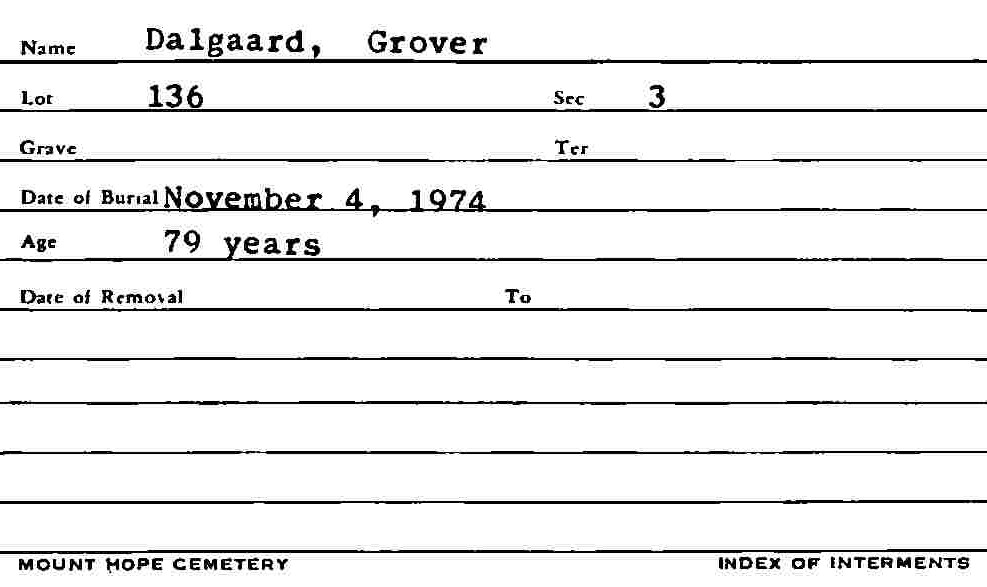 Name Dalgaard, Grover
Lot 136 Sec 3
Grave Ter
Date of Burial November 4, 1974
Age 79 years
Date of Removal To
MOUNT HOPE CEMETERY INDEX OF INTERMENTS